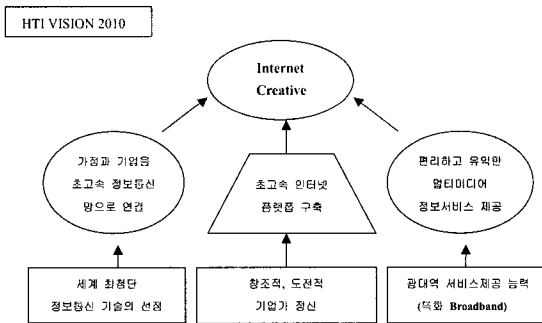 HTI VISION 2010
Internet
Creative
가정과 기업을
초고속 정보통신
망으로 연결
초고속 인터넷
플랫폼 구축
편리하고 유익한
멀티미디어
정보서비스 제공
세계 최첨단
정보통신 기술의 선점
창조적, 도전적
기업가 정신
광대역 서비스제공 능력
(특화 Broadband)